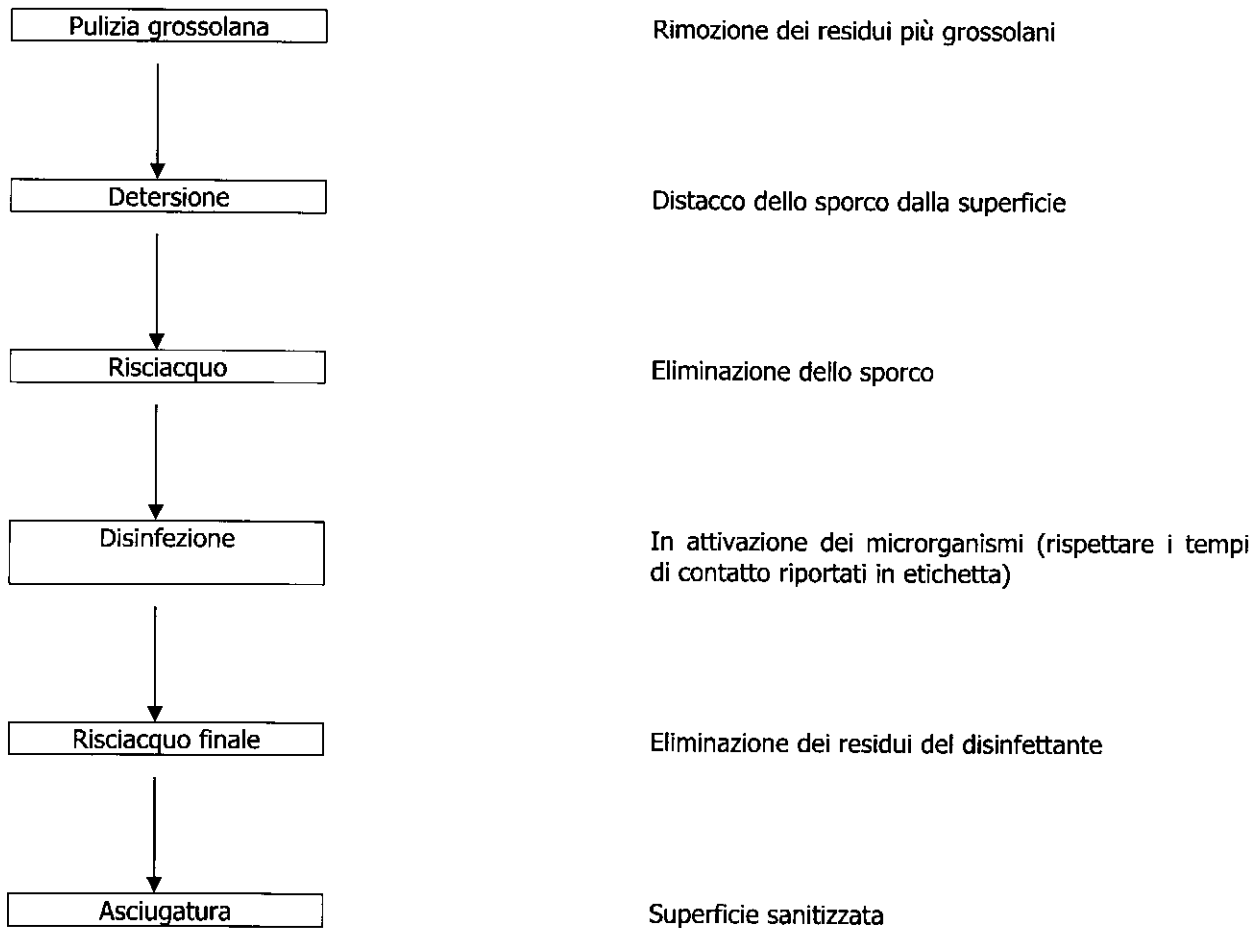 Pulizia grossolana
Rimozione dei residui più grossolani
Detersione
Distacco dello sporco dalla superficie
Risciacquo
Eliminazione dello sporco
Disinfezione
In attivazione dei microrganismi (rispettare i tempi
di contatto riportati in etichetta)
Risciacquo finale
Eliminazione dei residui del disinfettante
Asciugatura
Superficie sanitizzata